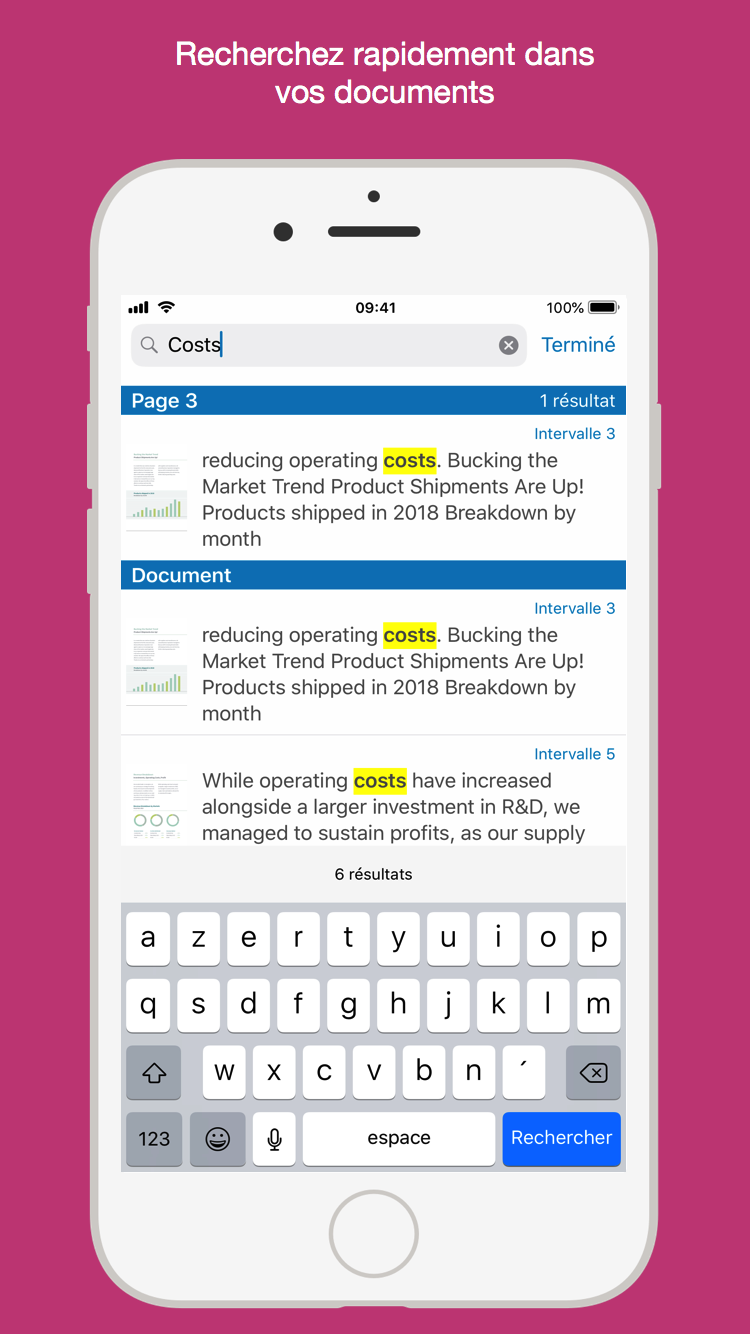 Recherchez rapidement dans
vos documents
09:41
100%
Costs
Terminé
Page 3
1 résultat
Intervalle 3
reducing operating costs. Bucking the
Market Trend Product Shipments Are Up!
Products shipped in 2018 Breakdown by
month
Document
Intervalle 3
reducing operating costs. Bucking the
Market Trend Product Shipments Are Up!
Products shipped in 2018 Breakdown by
month
Intervalle 5
While operating costs have increased
alongside a larger investment in R&D, we
managed to sustain profits, as our supply
6 résultats
a z e r t y u i o p
q s d f g h j k l m
w x c v b n ´
123 espace Rechercher